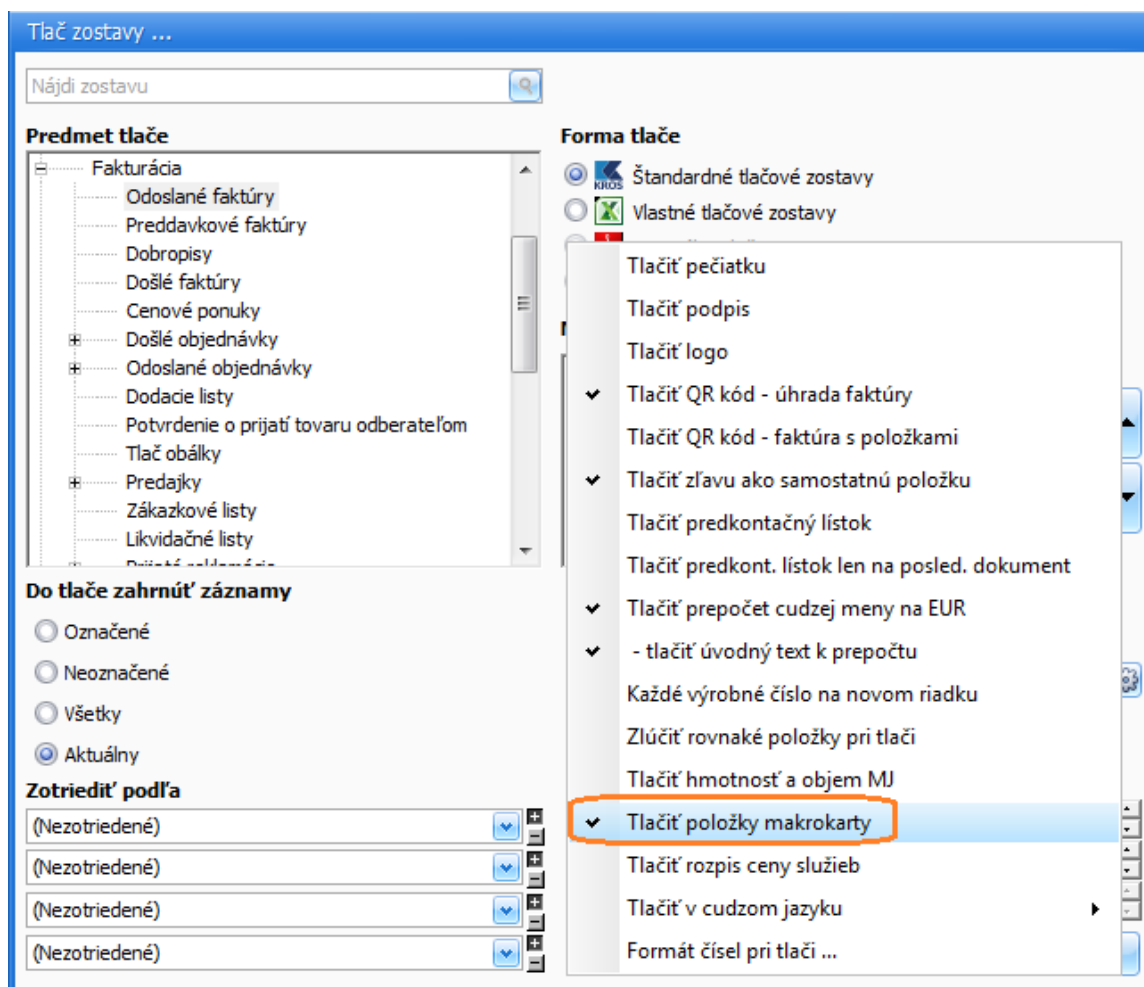 Tlač zostavy ...
Nájdi zostavu
Predmet tlače
Fakturácia
Odoslané faktúry
Preddavkové faktúry
Dobropisy
Došlé faktúry
Cenové ponuky
Došlé objednávky
Odoslané objednávky
Dodacie listy
Potvrdenie o prijatí tovaru odberateľom
Tlač obálky
Predajky
Zákazkové listy
Likvidačné listy
Prijaté reklamácie
Do tlače zahrnúť záznamy
Označené
Neoznačené
Všetky
Aktuálny
Zotriediť podľa
(Nezotriedené)
(Nezotriedené)
(Nezotriedené)
(Nezotriedené)
Forma tlače
KROS Štandardné tlačové zostavy
Vlastné tlačové zostavy
Tlačiť pečiatku
Tlačiť podpis
Tlačiť logo
Tlačiť QR kód - úhrada faktúry
Tlačiť QR kód - faktúra s položkami
Tlačiť zľavu ako samostatnú položku
Tlačiť predkontačný lístok
Tlačiť predkont. lístok len na posled. dokument
Tlačiť prepočet cudzej meny na EUR
- tlačiť úvodný text k prepočtu
Každé výrobné číslo na novom riadku
Zlúčiť rovnaké položky pri tlači
Tlačiť hmotnosť a objem MJ
Tlačiť položky makrokarty
Tlačiť rozpis ceny služieb
Tlačiť v cudzom jazyku
Formát čísel pri tlači ...